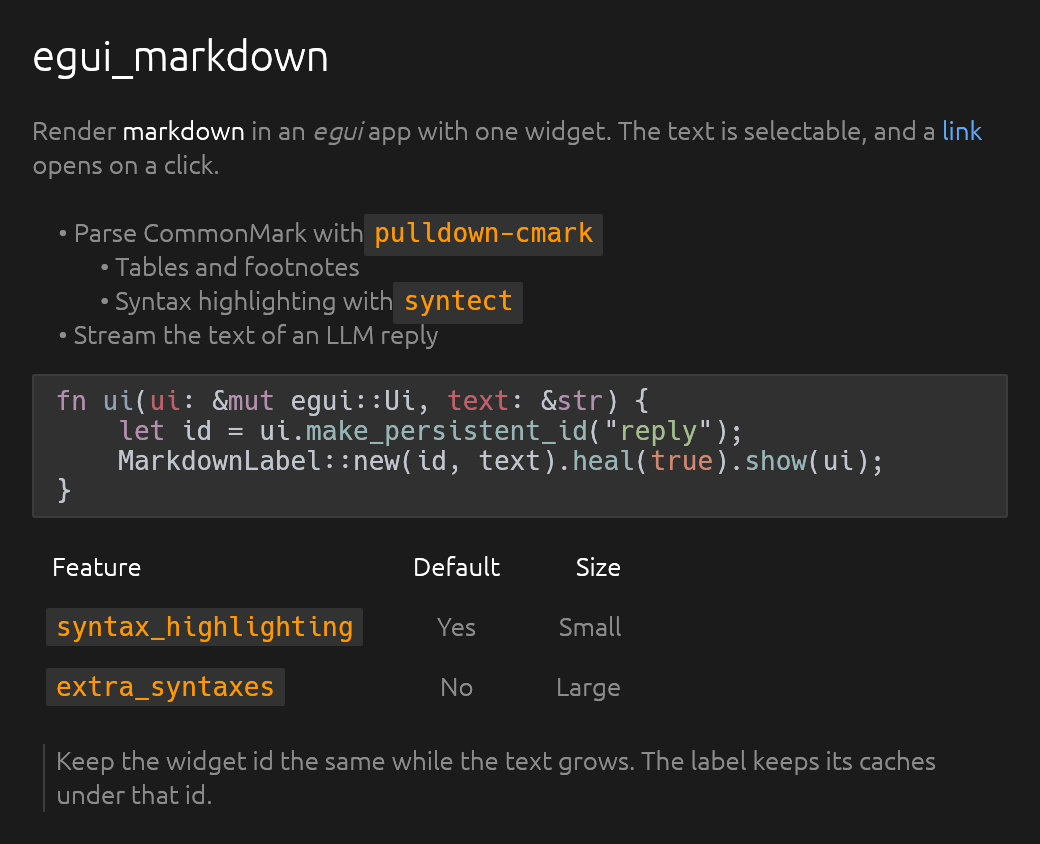 egui_markdown
Render markdown in an egui app with one widget. The text is selectable, and a link
opens on a click.
• Parse CommonMark with pulldown-cmark
• Tables and footnotes
• Syntax highlighting with syntect
• Stream the text of an LLM reply
fn ui(ui: &mut egui::Ui, text: &str) {
    let id = ui.make_persistent_id("reply");
    MarkdownLabel::new(id, text).heal(true).show(ui);
}
Feature Default Size
syntax_highlighting Yes Small
extra_syntaxes No Large
Keep the widget id the same while the text grows. The label keeps its caches
under that id.